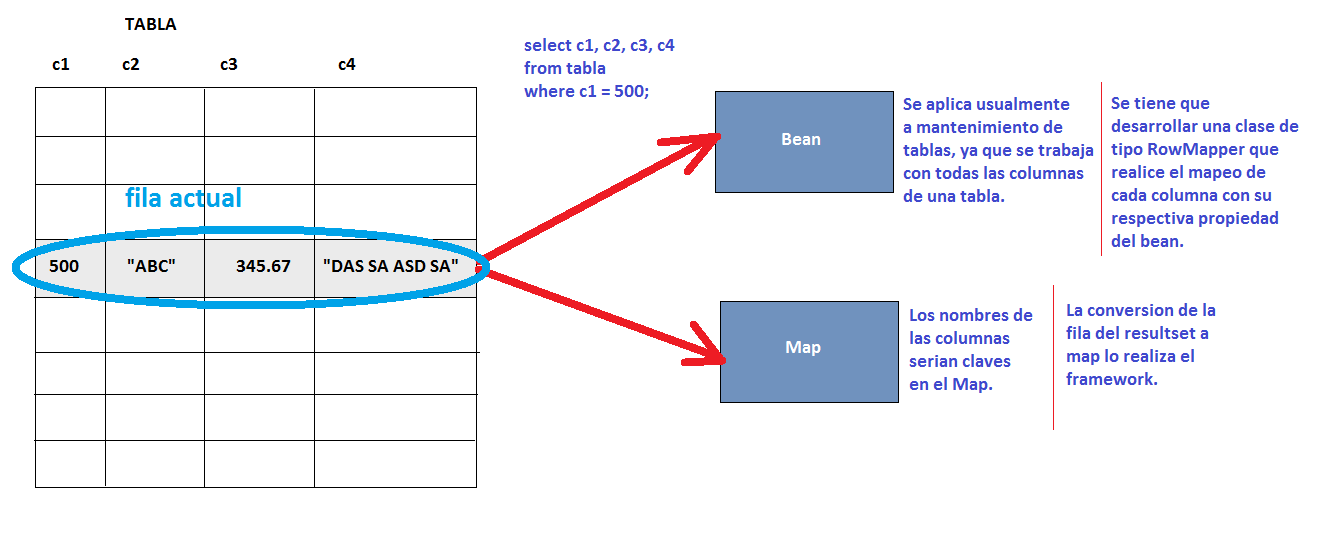 TABLA
c1 c2 c3 c4
select c1, c2, c3, c4
from tabla
where c1 = 500;
fila actual
500 "ABC" 345.67 "DAS SA ASD SA"
Bean
Se aplica usualmente
a mantenimiento de
tablas, ya que se trabaja
con todas las columnas
de una tabla.
Se tiene que
desarrollar una clase de
tipo RowMapper que
realice el mapeo de
cada columna con su
respectiva propiedad
del bean.
Map
Los nombres de
las columnas
serian claves
en el Map.
La conversion de la
fila del resultset a
map lo realiza el
framework.